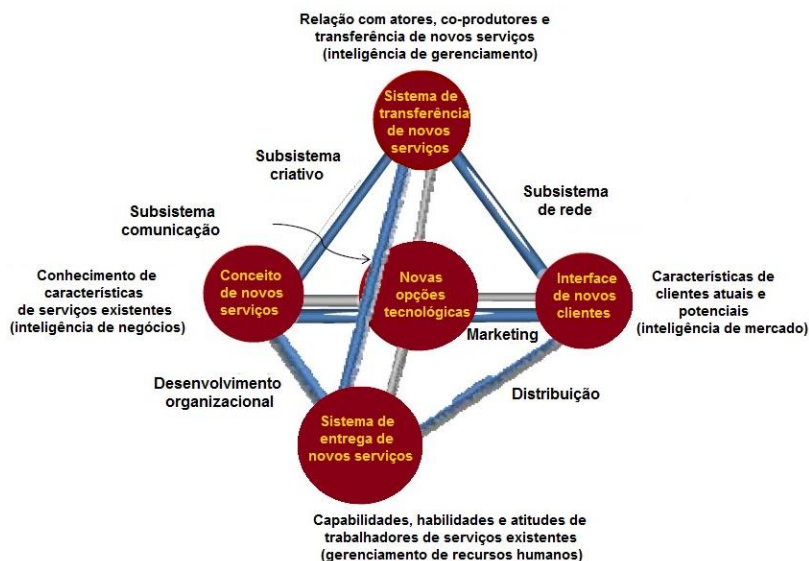 Relação com atores, co-produtores e
transferência de novos serviços
(inteligência de gerenciamento)
Sistema de
transferência
de novos
serviços
Subsistema
criativo
Subsistema
de rede
Subsistema
comunicação
Conhecimento de
características
de serviços existentes
(inteligência de negócios)
Conceito
de novos
serviços
Novas
opções
tecnológicas
Interface
de novos
clientes
Características de
clientes atuais e
potenciais
(inteligência de mercado)
Marketing
Desenvolvimento
organizacional
Distribuição
Sistema de
entrega de
novos serviços
Capabilidades, habilidades e atitudes de
trabalhadores de serviços existentes
(gerenciamento de recursos humanos)